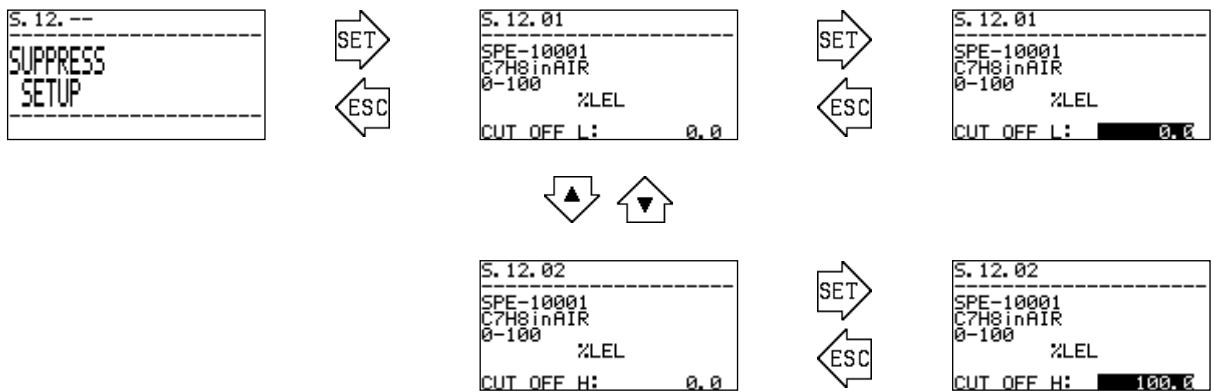 S.12.--
SUPPRESS
SETUP
SET
ESC
S.12.01
SPE-10001
C7H8inAIR
0-100
%LEL
CUT OFF L: 0.0
SET
ESC
S.12.01
SPE-10001
C7H8inAIR
0-100
%LEL
CUT OFF L: 0.0
▲ ▼
S.12.02
SPE-10001
C7H8inAIR
0-100
%LEL
CUT OFF H: 0.0
SET
ESC
S.12.02
SPE-10001
C7H8inAIR
0-100
%LEL
CUT OFF H: 100.0